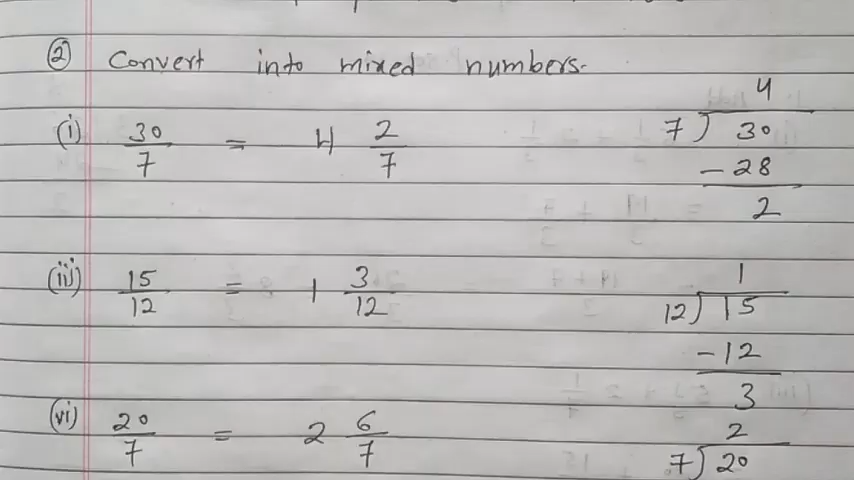 ② Convert into mixed numbers.
(i) 30/7 = 4 2/7
4
7) 30
- 28
2
(iii) 15/12 = 1 3/12
1
12) 15
- 12
3
(vi) 20/7 = 2 6/7
2
7) 20